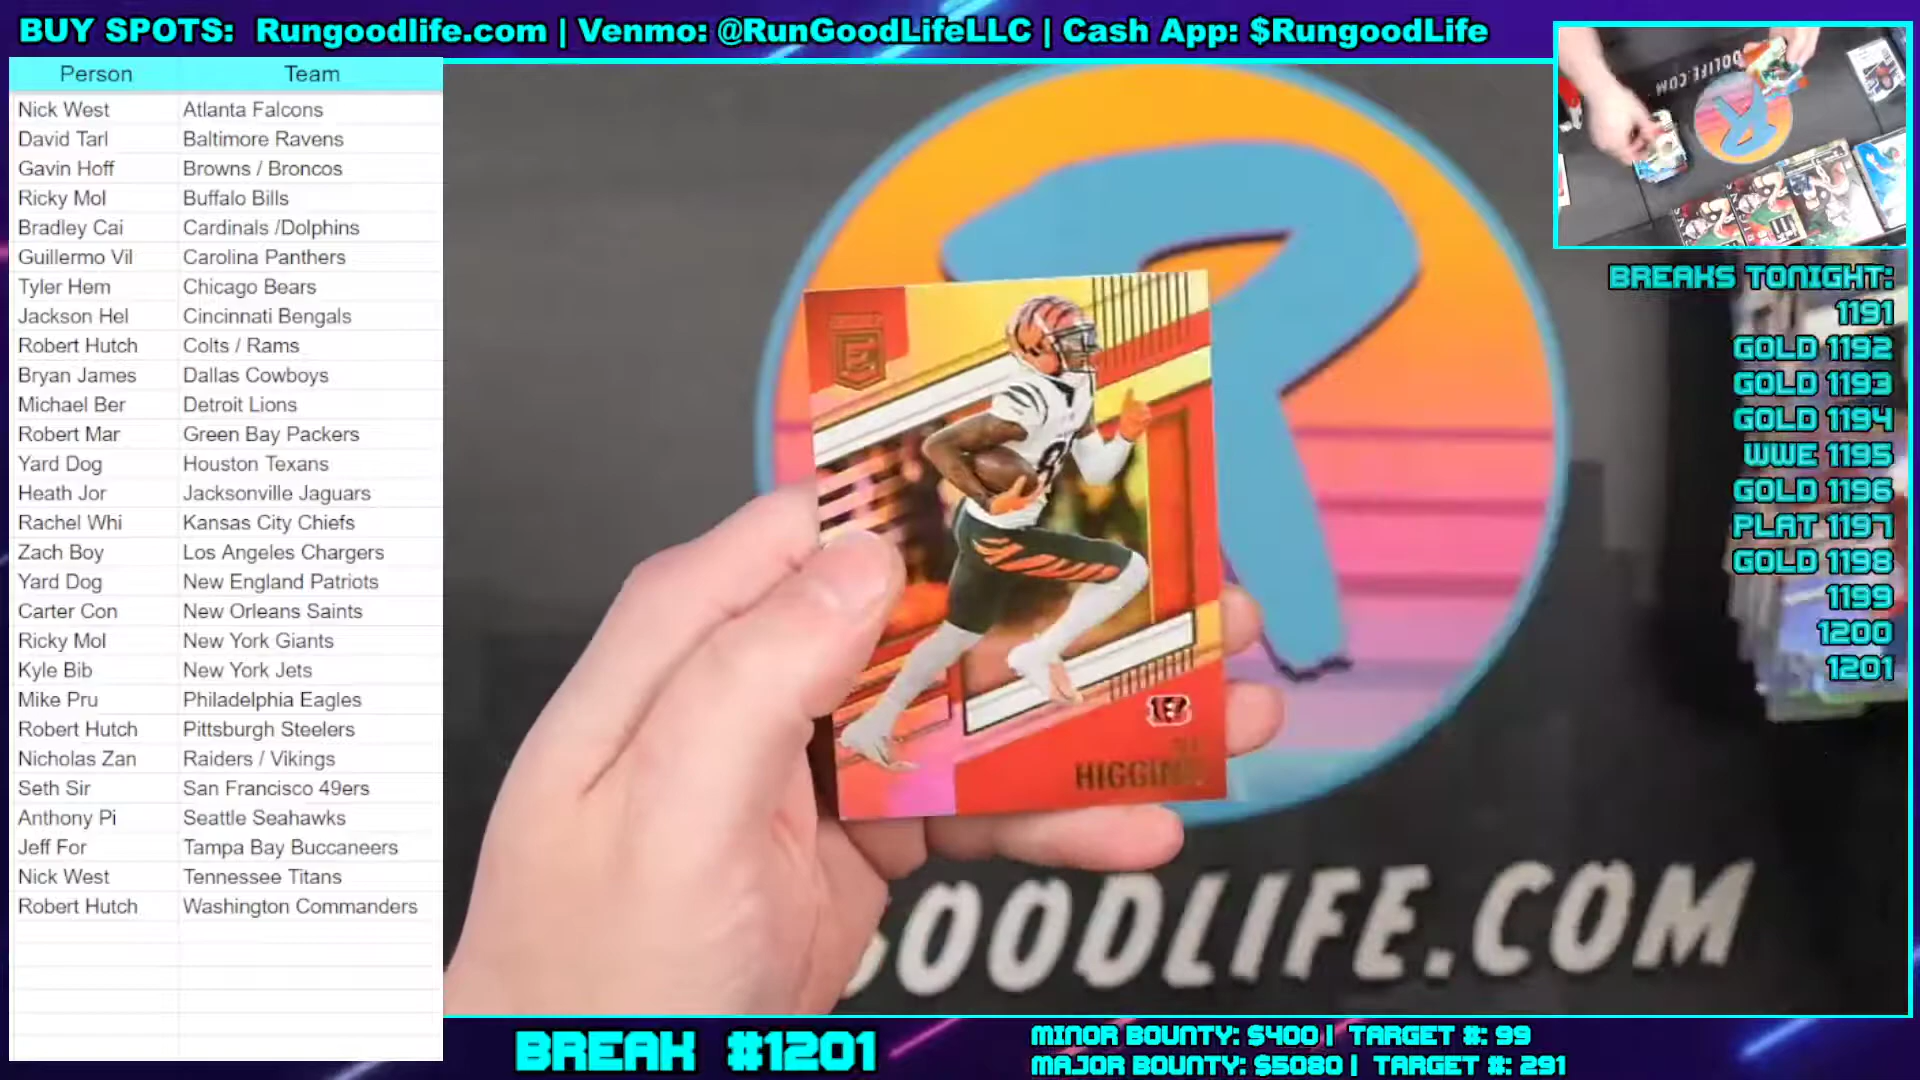 BUY SPOTS: Rungoodlife.com | Venmo: @RunGoodLifeLLC | Cash App: $RungoodLife
Person Team
Nick West Atlanta Falcons
David Tarl Baltimore Ravens
Gavin Hoff Browns / Broncos
Ricky Mol Buffalo Bills
Bradley Cai Cardinals /Dolphins
Guillermo Vil Carolina Panthers
Tyler Hem Chicago Bears
Jackson Hel Cincinnati Bengals
Robert Hutch Colts / Rams
Bryan James Dallas Cowboys
Michael Ber Detroit Lions
Robert Mar Green Bay Packers
Yard Dog Houston Texans
Heath Jor Jacksonville Jaguars
Rachel Whi Kansas City Chiefs
Zach Boy Los Angeles Chargers
Yard Dog New England Patriots
Carter Con New Orleans Saints
Ricky Mol New York Giants
Kyle Bib New York Jets
Mike Pru Philadelphia Eagles
Robert Hutch Pittsburgh Steelers
Nicholas Zan Raiders / Vikings
Seth Sir San Francisco 49ers
Anthony Pi Seattle Seahawks
Jeff For Tampa Bay Buccaneers
Nick West Tennessee Titans
Robert Hutch Washington Commanders
R
E
B
HIGGINS
GOODLIFE.COM
BREAKS TONIGHT:
1191
GOLD 1192
GOLD 1193
GOLD 1194
WWE 1195
GOLD 1196
PLAT 1197
GOLD 1198
1199
1200
1201
BREAK #1201
MINOR BOUNTY: $400 | TARGET #: 99
MAJOR BOUNTY: $5080 | TARGET #: 291